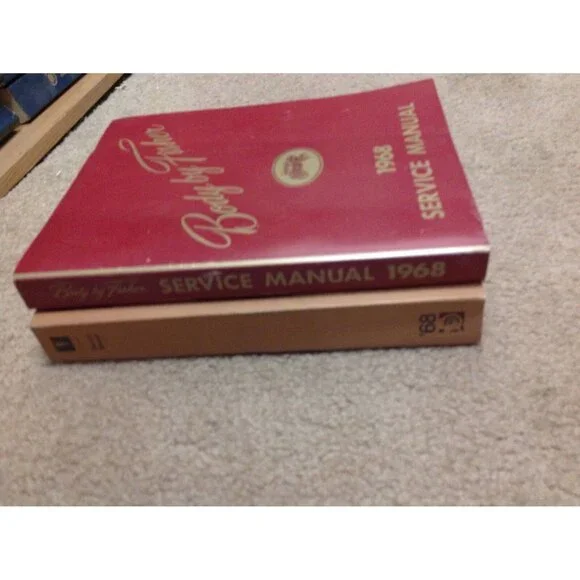 Body by Fisher
1968
SERVICE MANUAL
Body by Fisher SERVICE MANUAL 1968
'68